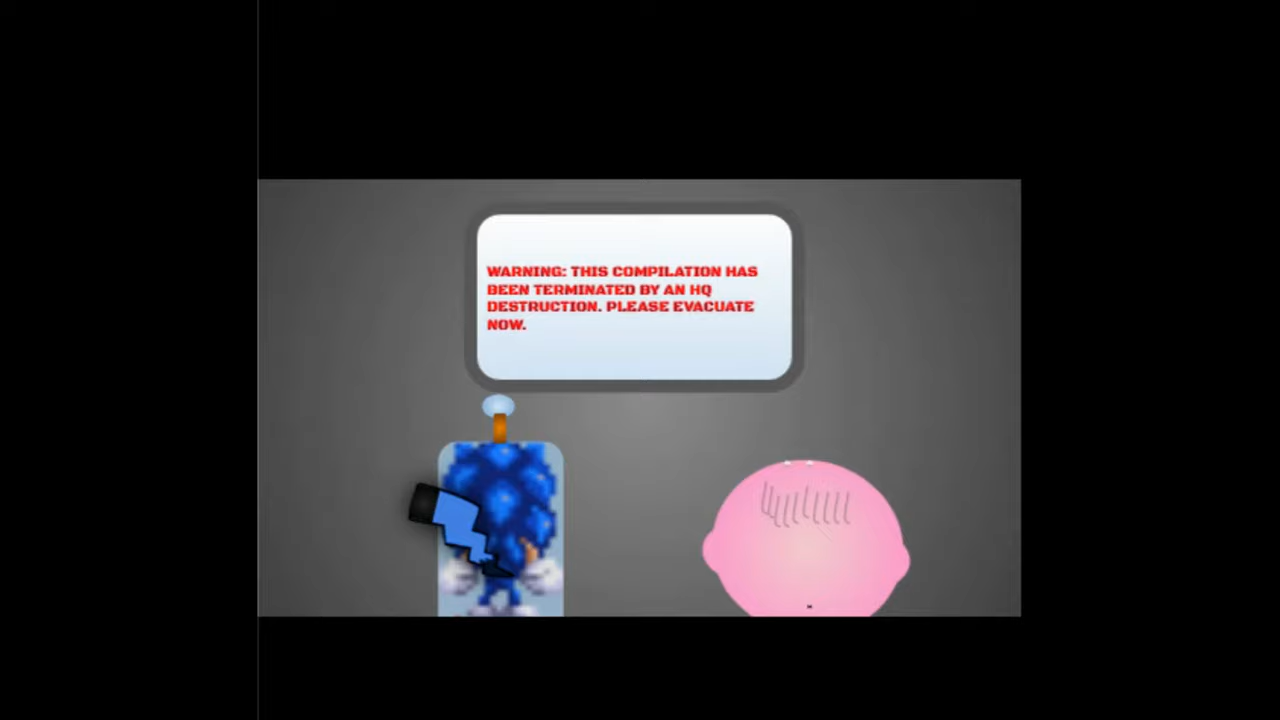 WARNING: THIS COMPILATION HAS
BEEN TERMINATED BY AN HQ
DESTRUCTION. PLEASE EVACUATE
NOW.